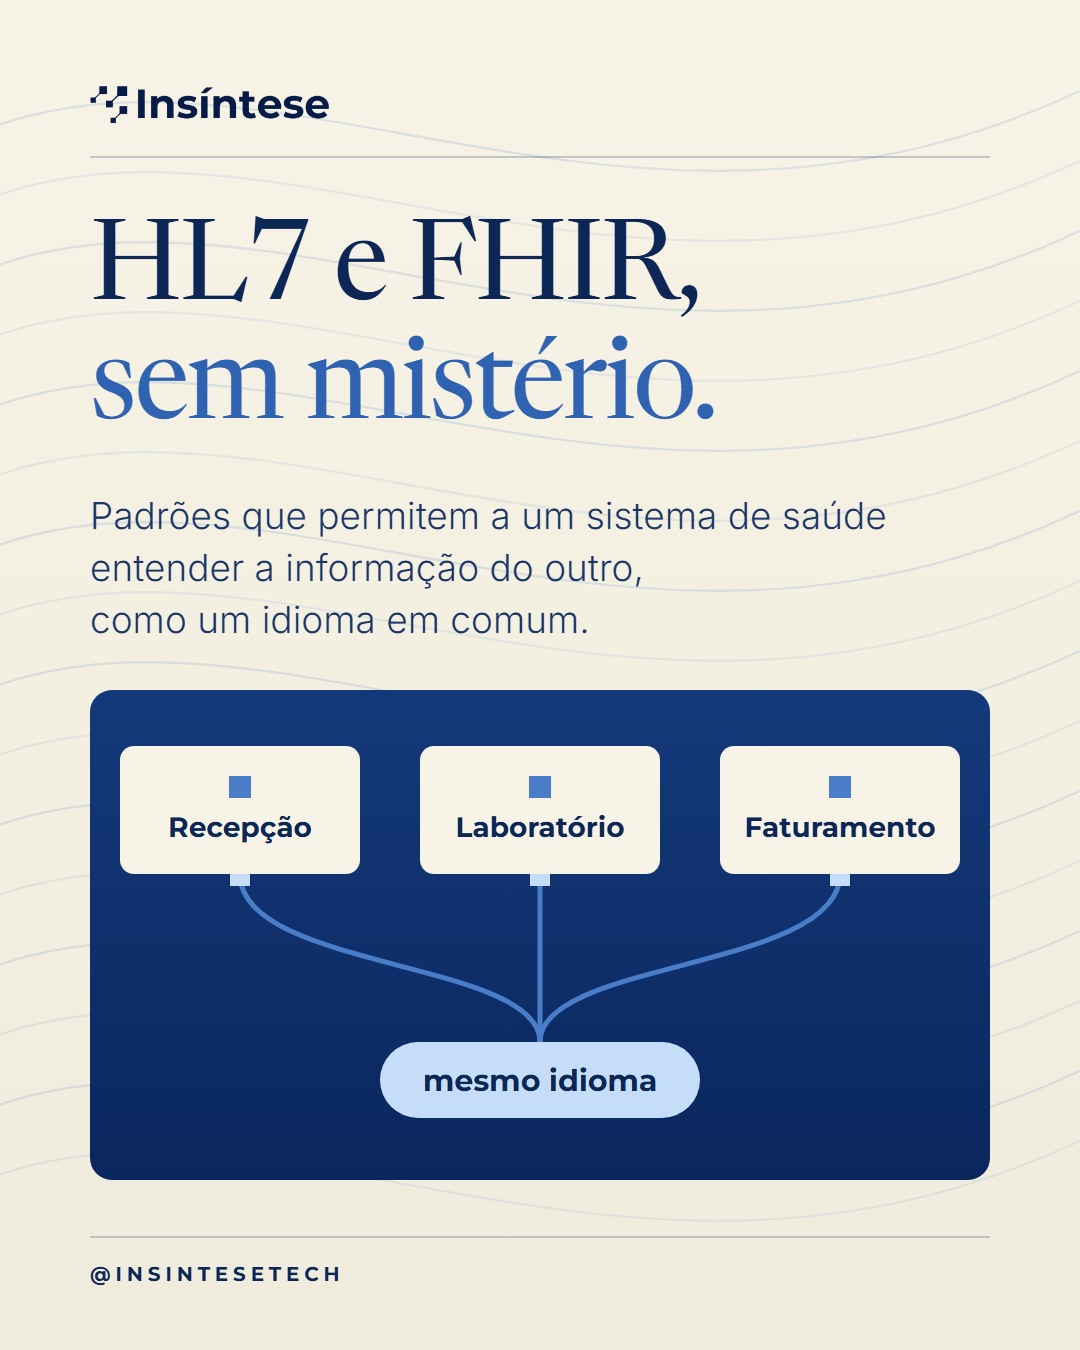 Insíntese
HL7 e FHIR,
sem mistério.
Padrões que permitem a um sistema de saúde
entender a informação do outro,
como um idioma em comum.
Recepção
Laboratório
Faturamento
mesmo idioma
@INSINTESETECH